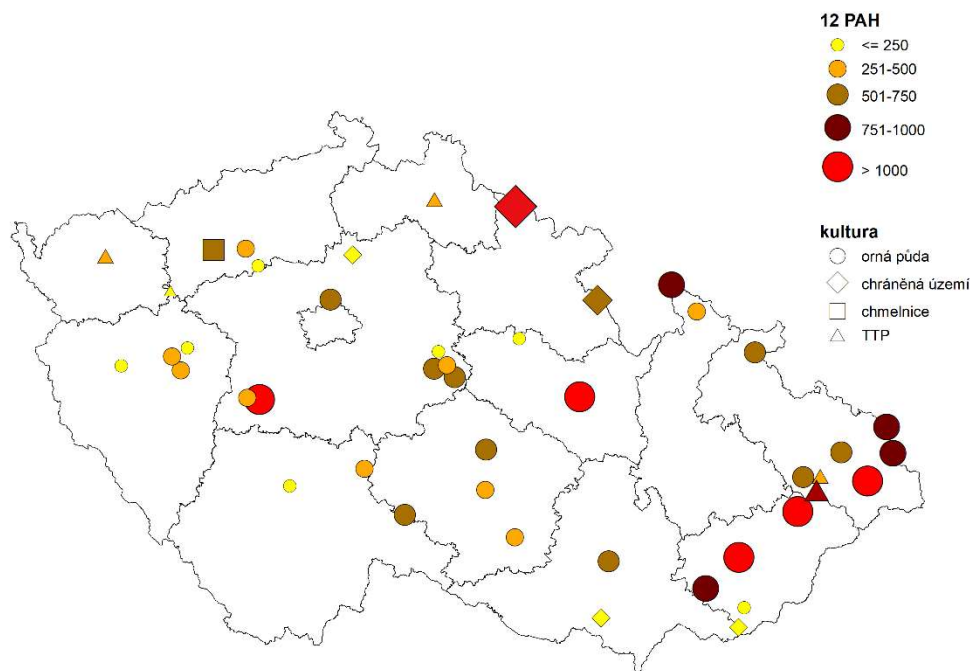 12 PAH
<= 250
251-500
501-750
751-1000
> 1000
kultura
orná půda
chráněná území
chmelnice
TTP